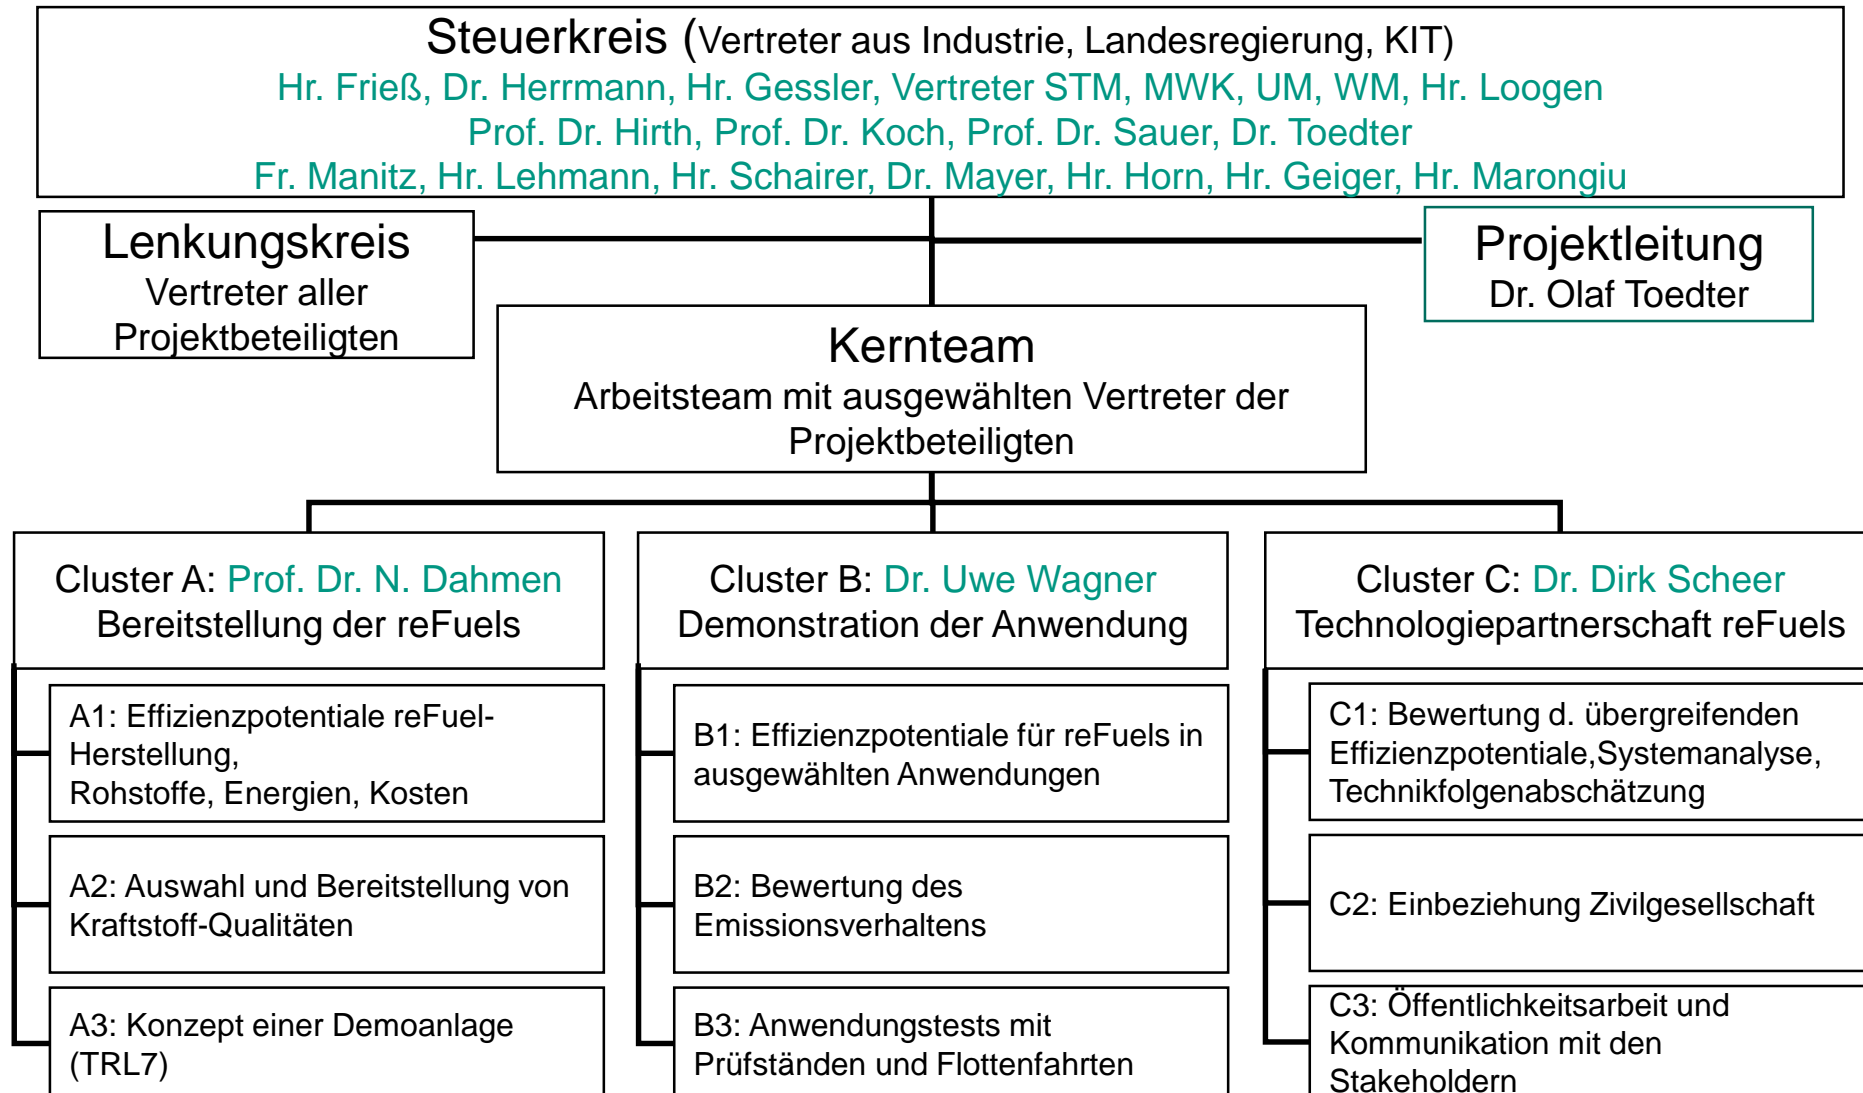 Steuerkreis (Vertreter aus Industrie, Landesregierung, KIT)
Hr. Frieß, Dr. Herrmann, Hr. Gessler, Vertreter STM, MWK, UM, WM, Hr. Loogen
Prof. Dr. Hirth, Prof. Dr. Koch, Prof. Dr. Sauer, Dr. Toedter
Fr. Manitz, Hr. Lehmann, Hr. Schairer, Dr. Mayer, Hr. Horn, Hr. Geiger, Hr. Marongiu
Lenkungskreis
Vertreter aller
Projektbeteiligten
Projektleitung
Dr. Olaf Toedter
Kernteam
Arbeitsteam mit ausgewählten Vertreter der
Projektbeteiligten
Cluster A: Prof. Dr. N. Dahmen
Bereitstellung der reFuels
A1: Effizienzpotentiale reFuel-
Herstellung,
Rohstoffe, Energien, Kosten
A2: Auswahl und Bereitstellung von
Kraftstoff-Qualitäten
A3: Konzept einer Demoanlage
(TRL7)
Cluster B: Dr. Uwe Wagner
Demonstration der Anwendung
B1: Effizienzpotentiale für reFuels in
ausgewählten Anwendungen
B2: Bewertung des
Emissionsverhaltens
B3: Anwendungstests mit
Prüfständen und Flottenfahrten
Cluster C: Dr. Dirk Scheer
Technologiepartnerschaft reFuels
C1: Bewertung d. übergreifenden
Effizienzpotentiale,Systemanalyse,
Technikfolgenabschätzung
C2: Einbeziehung Zivilgesellschaft
C3: Öffentlichkeitsarbeit und
Kommunikation mit den
Stakeholdern